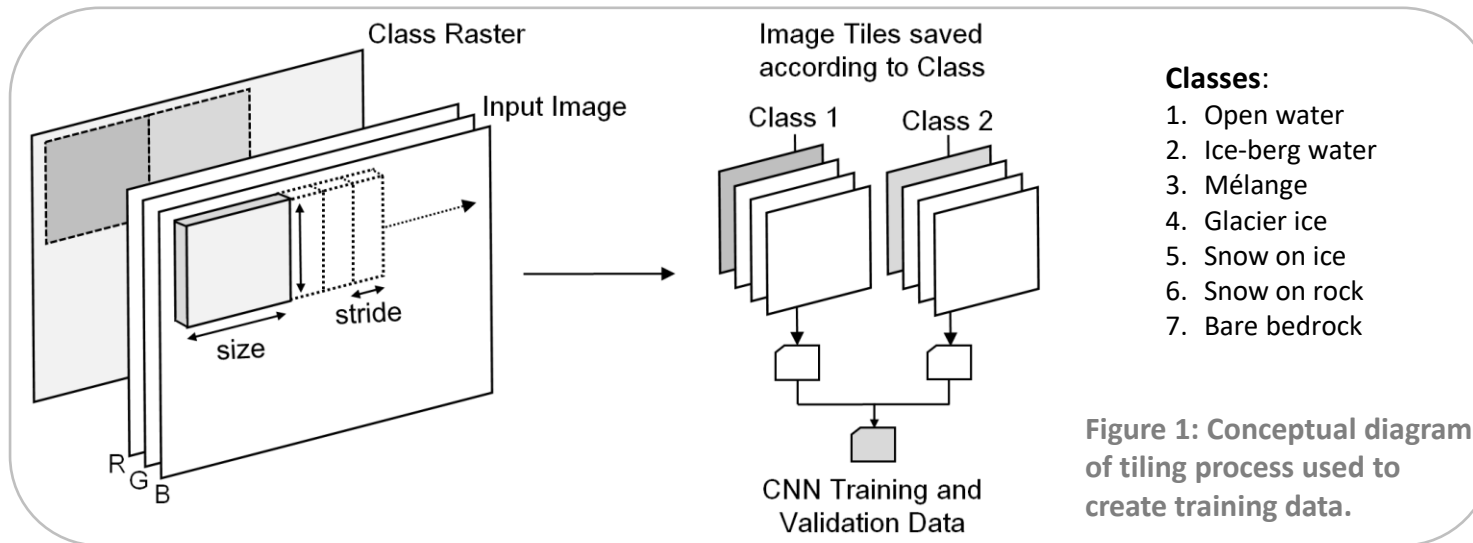 Class Raster
Input Image
size
stride
R
G
B
Image Tiles saved
according to Class
Class 1
Class 2
CNN Training and
Validation Data
Classes:
1. Open water
2. Ice-berg water
3. Mélange
4. Glacier ice
5. Snow on ice
6. Snow on rock
7. Bare bedrock
Figure 1: Conceptual diagram
of tiling process used to
create training data.